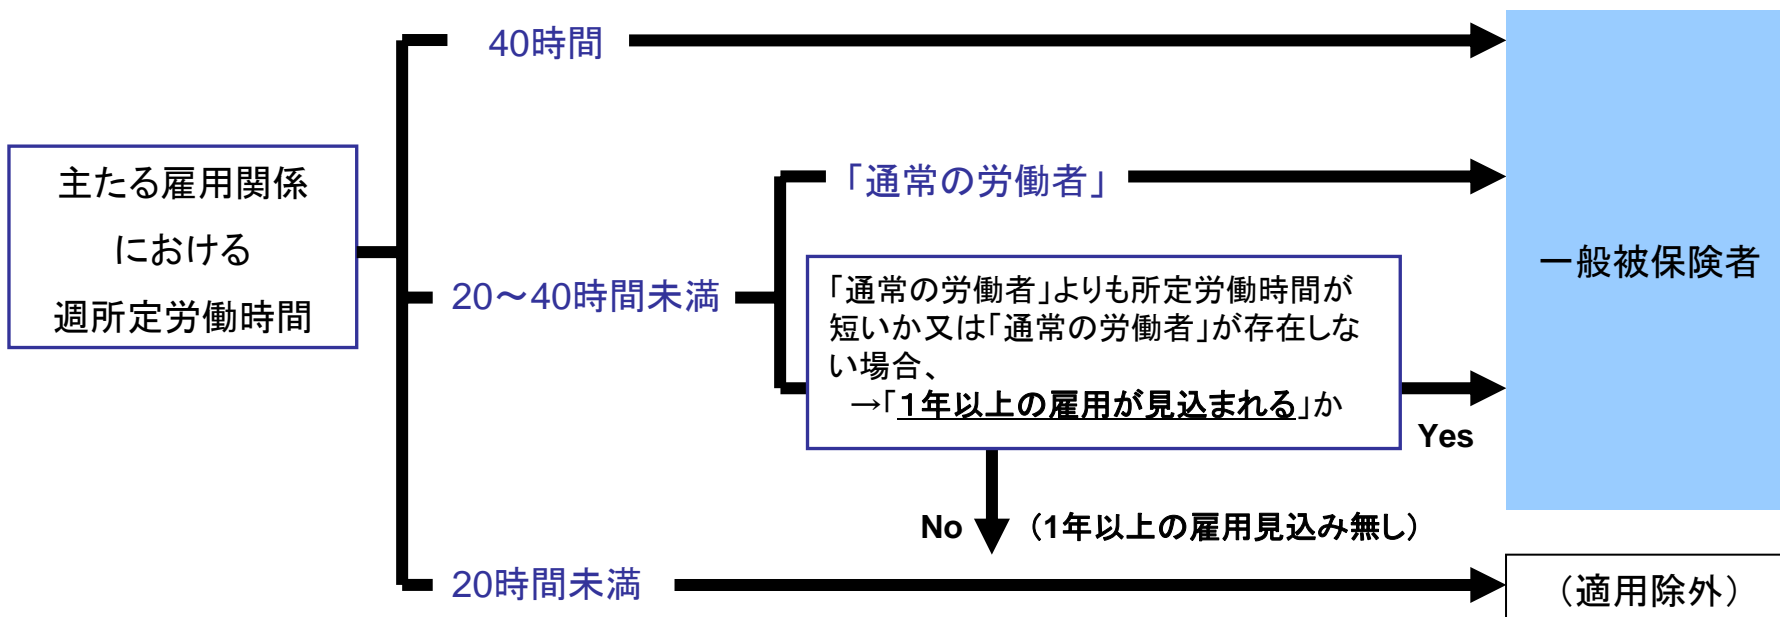 40時間
主たる雇用関係
における
週所定労働時間
「通常の労働者」
20～40時間未満
「通常の労働者」よりも所定労働時間が
短いか又は「通常の労働者」が存在しな
い場合、
→「１年以上の雇用が見込まれる」か
一般被保険者
Yes
No
（1年以上の雇用見込み無し）
20時間未満
（適用除外）